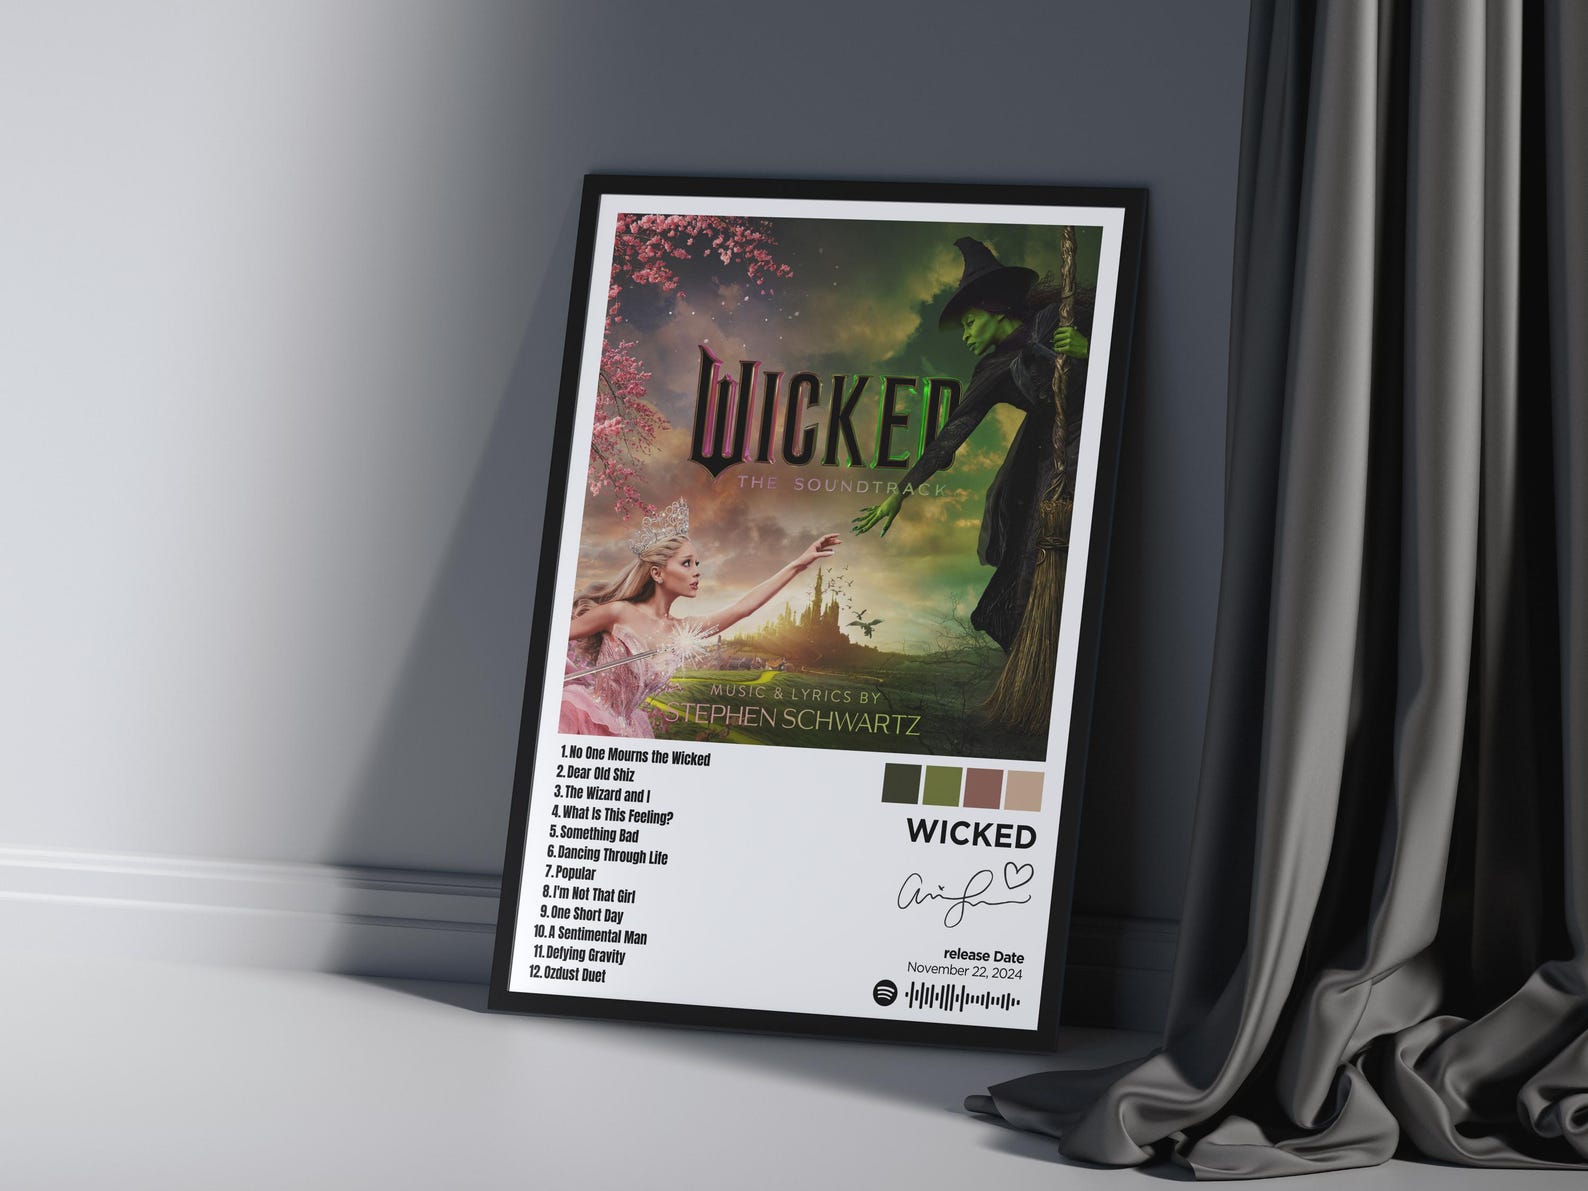 WICKED
THE SOUNDTRACK
MUSIC & LYRICS BY
STEPHEN SCHWARTZ
1. No One Mourns the Wicked
2. Dear Old Shiz
3. The Wizard and I
4. What Is This Feeling?
5. Something Bad
6. Dancing Through Life
7. Popular
8. I'm Not That Girl
9. One Short Day
10. A Sentimental Man
11. Defying Gravity
12. Ozdust Duet
WICKED
release Date
November 22, 2024